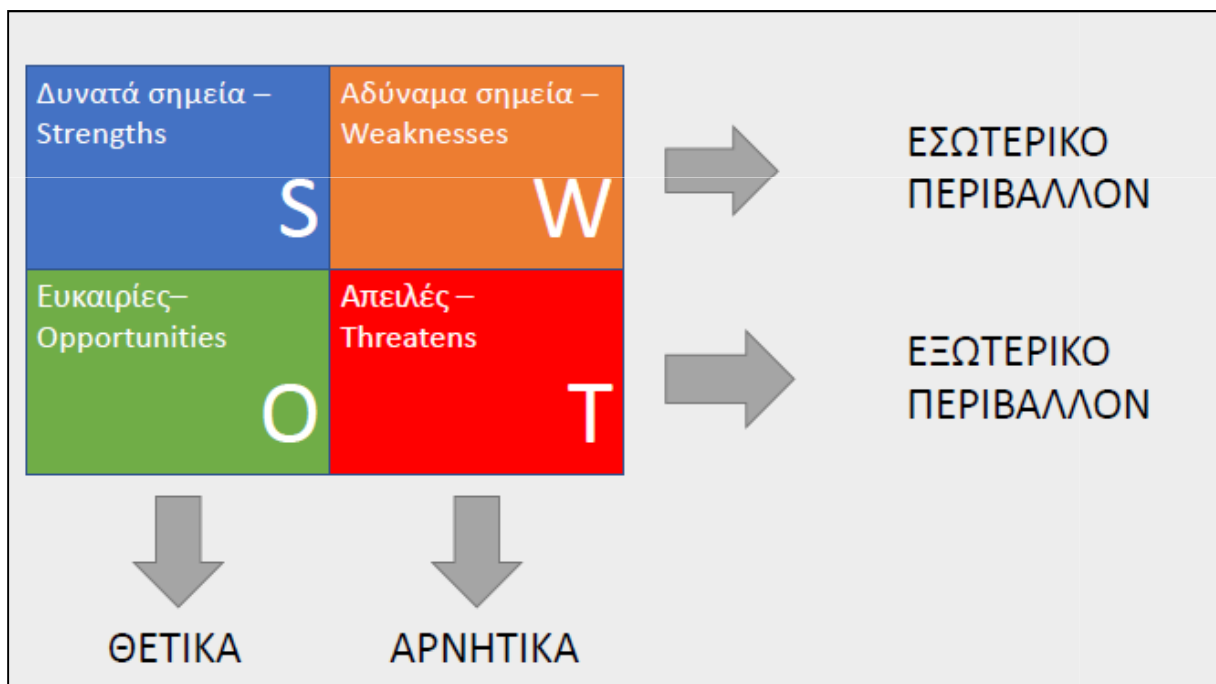 Δυνατά σημεία –
Strengths
S
Αδύναμα σημεία –
Weaknesses
W
ΕΣΩΤΕΡΙΚΟ
ΠΕΡΙΒΑΛΛΟΝ
Ευκαιρίες–
Opportunities
O
Απειλές –
Threatens
T
ΕΞΩΤΕΡΙΚΟ
ΠΕΡΙΒΑΛΛΟΝ
ΘΕΤΙΚΑ
ΑΡΝΗΤΙΚΑ